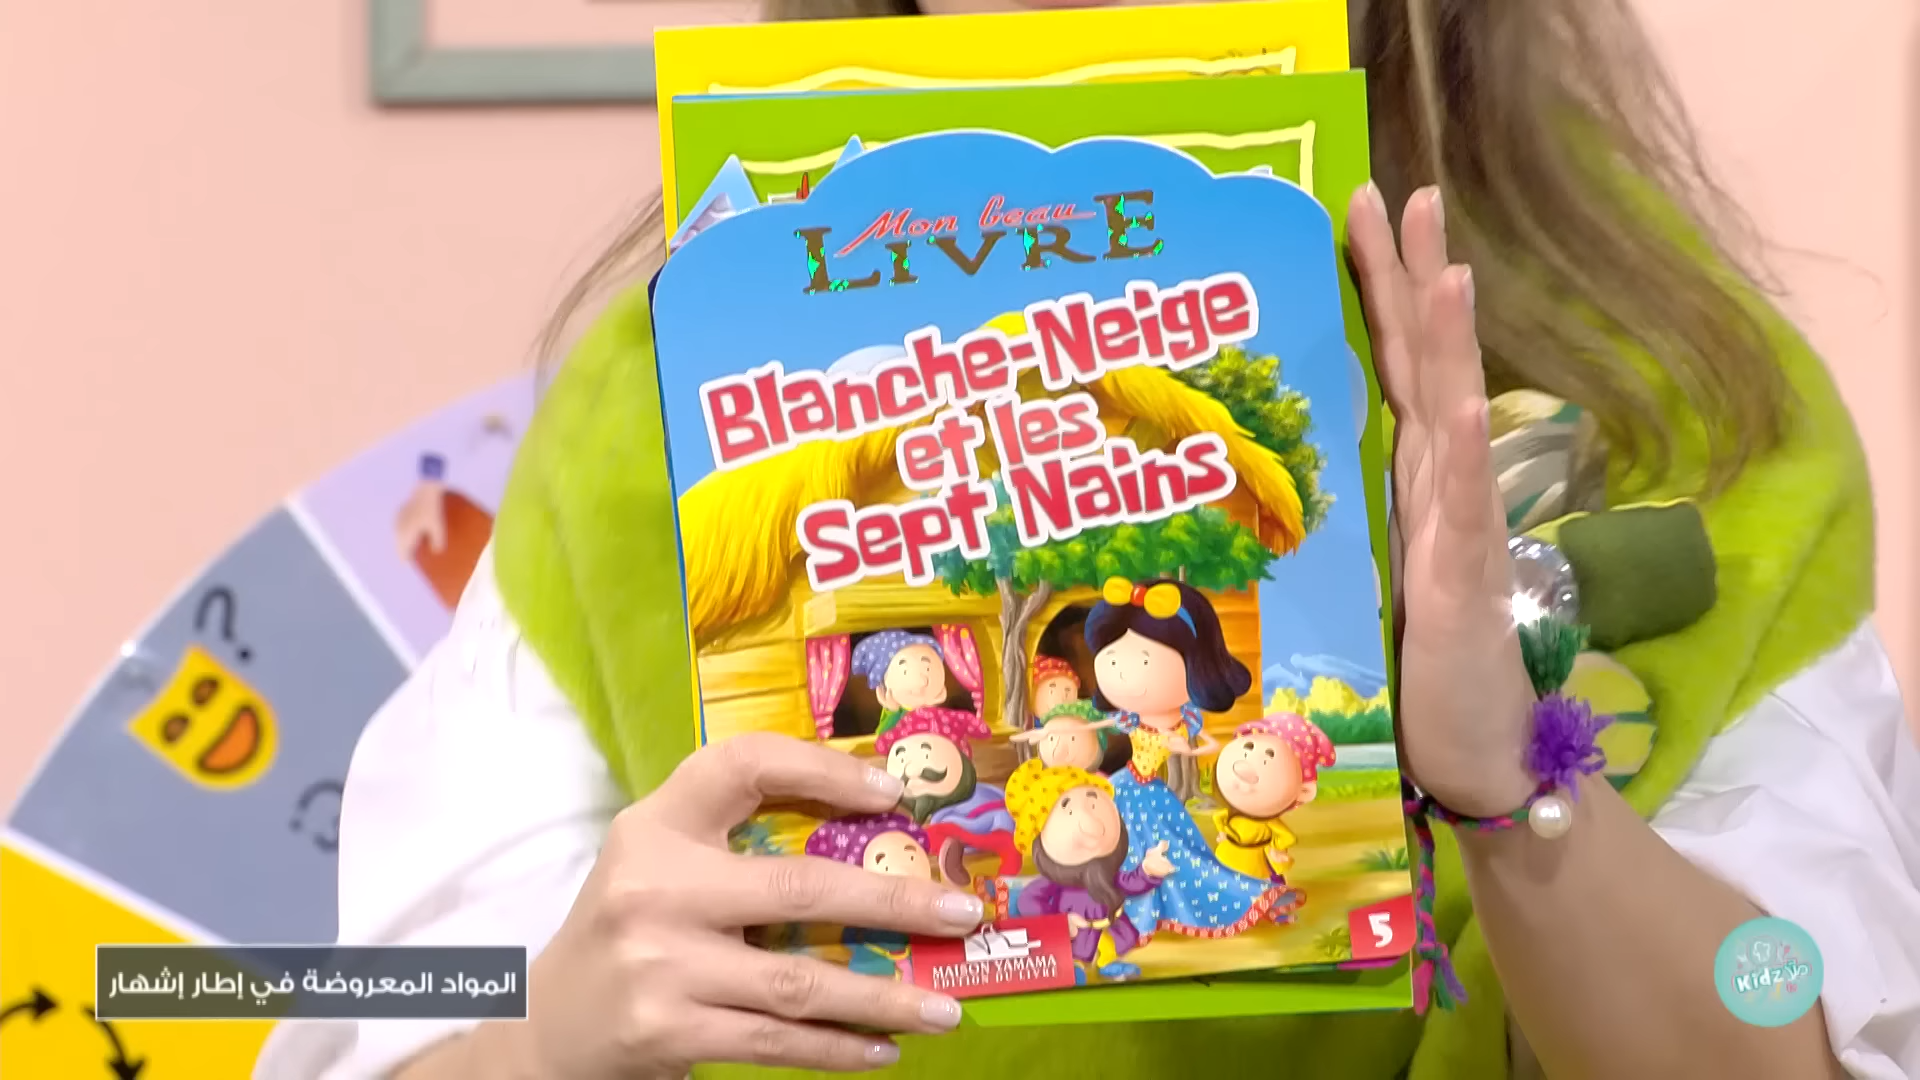 Mon beau
LIVRE
Blanche-Neige
et les
Sept Nains
5
MAISON YAMAMA
EDITION DU LIVRE
المواد المعروضة في إطار إشهار
Kidz
?